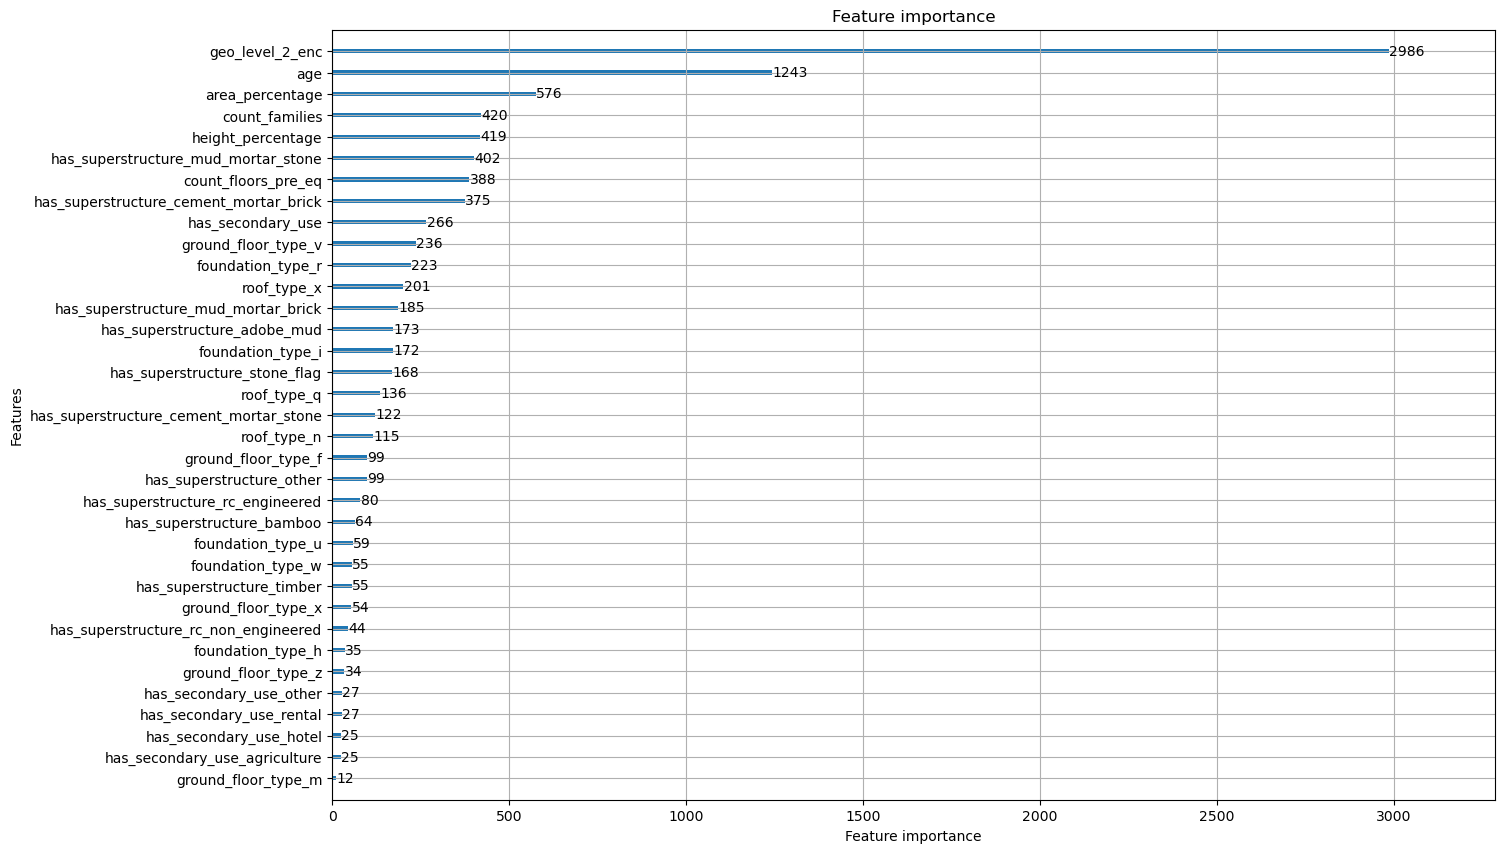 Feature importance
geo_level_2_enc 2986
age 1243
area_percentage 576
count_families 420
height_percentage 419
has_superstructure_mud_mortar_stone 402
count_floors_pre_eq 388
has_superstructure_cement_mortar_brick 375
has_secondary_use 266
ground_floor_type_v 236
foundation_type_r 223
roof_type_x 201
has_superstructure_mud_mortar_brick 185
has_superstructure_adobe_mud 173
foundation_type_i 172
has_superstructure_stone_flag 168
roof_type_q 136
has_superstructure_cement_mortar_stone 122
roof_type_n 115
ground_floor_type_f 99
has_superstructure_other 99
has_superstructure_rc_engineered 80
has_superstructure_bamboo 64
foundation_type_u 59
foundation_type_w 55
has_superstructure_timber 55
ground_floor_type_x 54
has_superstructure_rc_non_engineered 44
foundation_type_h 35
ground_floor_type_z 34
has_secondary_use_other 27
has_secondary_use_rental 27
has_secondary_use_hotel 25
has_secondary_use_agriculture 25
ground_floor_type_m 12
Features
0 500 1000 1500 2000 2500 3000
Feature importance